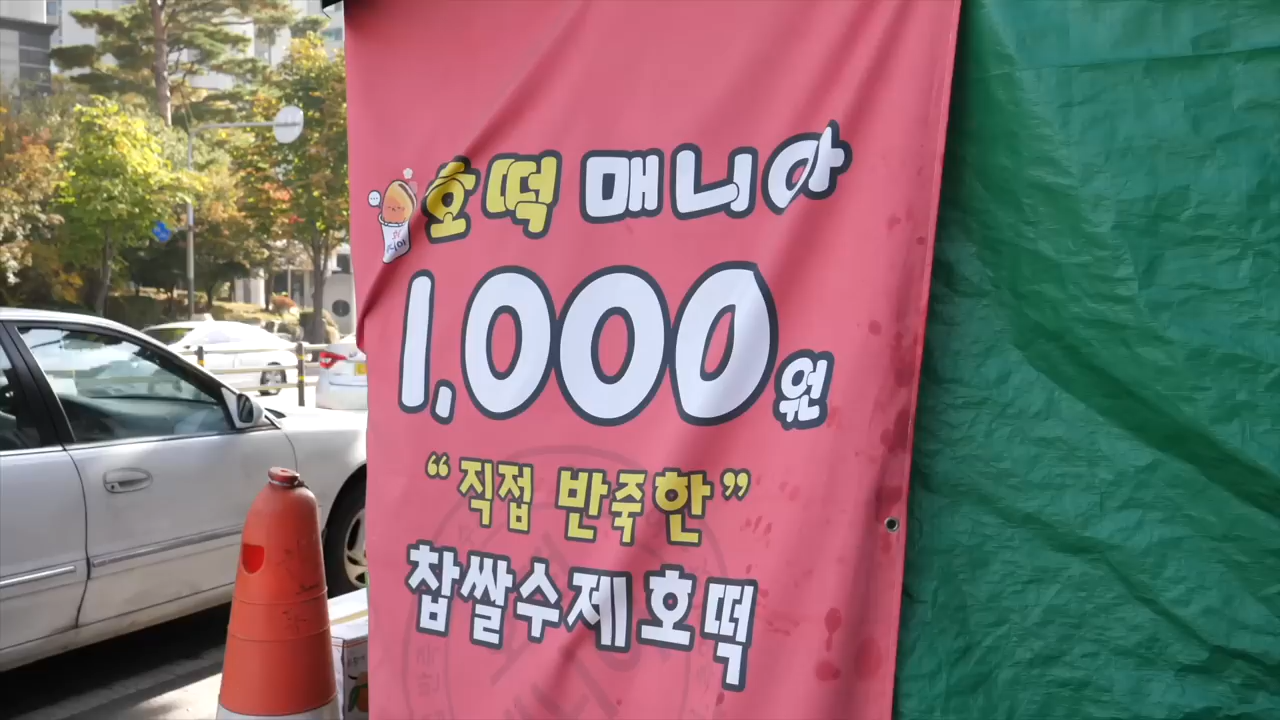 호떡 매니아
1,000원
“직접 반죽한”
찹쌀수제호떡